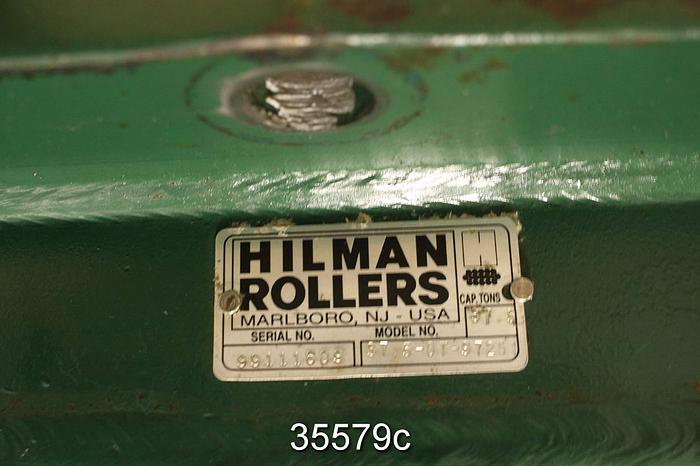 HILMAN
ROLLERS
CAP. TONS
MARLBORO, NJ - USA
SERIAL NO. MODEL NO.
99111609
35579c